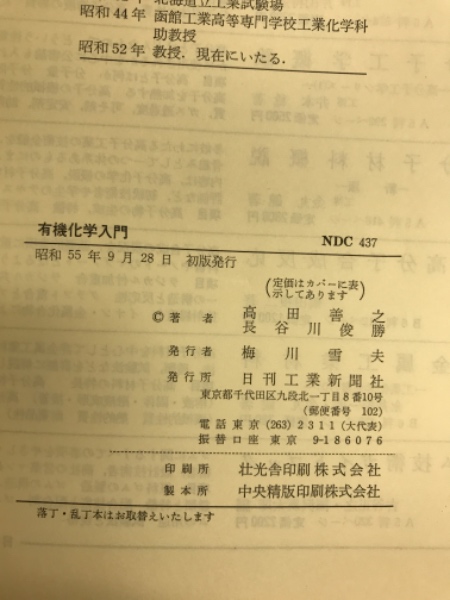 北海道立工業試験場
昭和44年 函館工業高等専門学校工業化学科
助教授
昭和52年 教授．現在にいたる．
有機化学入門
NDC 437
昭和 55 年 9 月 28 日 初版発行
(定価はカバーに表
示してあります)
©著者 高田善之
長谷川俊勝
発行者 梅川雪夫
発行所 日刊工業新聞社
東京都千代田区九段北一丁目8番10号
(郵便番号 102)
電話 東京 (263) 2311 (大代表)
振替口座 東京 9-186076
印刷所 壮光舎印刷株式会社
製本所 中央精版印刷株式会社
落丁・乱丁本はお取替えいたします